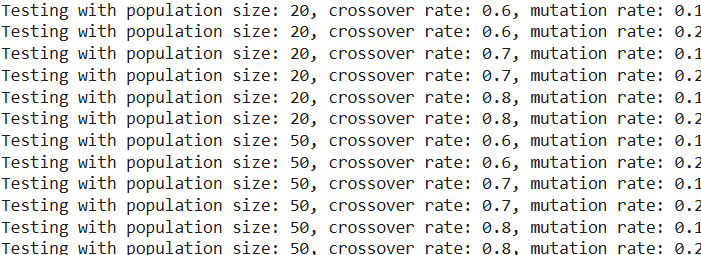 Testing with population size: 20, crossover rate: 0.6, mutation rate: 0.1
Testing with population size: 20, crossover rate: 0.6, mutation rate: 0.2
Testing with population size: 20, crossover rate: 0.7, mutation rate: 0.1
Testing with population size: 20, crossover rate: 0.7, mutation rate: 0.2
Testing with population size: 20, crossover rate: 0.8, mutation rate: 0.1
Testing with population size: 20, crossover rate: 0.8, mutation rate: 0.2
Testing with population size: 50, crossover rate: 0.6, mutation rate: 0.1
Testing with population size: 50, crossover rate: 0.6, mutation rate: 0.2
Testing with population size: 50, crossover rate: 0.7, mutation rate: 0.1
Testing with population size: 50, crossover rate: 0.7, mutation rate: 0.2
Testing with population size: 50, crossover rate: 0.8, mutation rate: 0.1
Testing with population size: 50, crossover rate: 0.8, mutation rate: 0.2